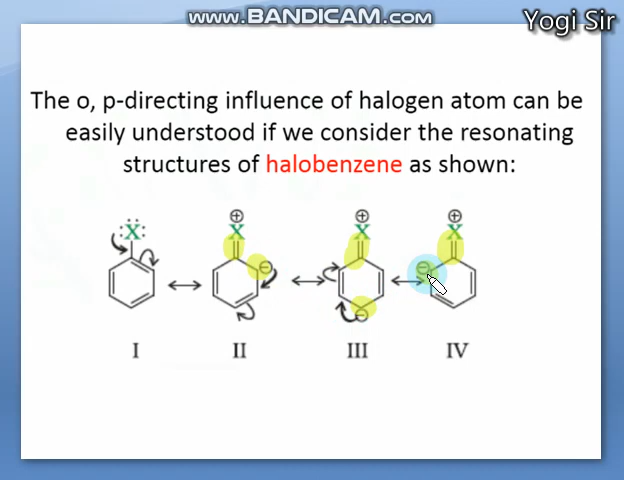 www.BANDICAM.com
Yogi Sir
The o, p-directing influence of halogen atom can be
easily understood if we consider the resonating
structures of halobenzene as shown:
:Ẍ: ⊕ X ⊕ X ⊕ X
⊖ ⊖ ⊖
I II III IV